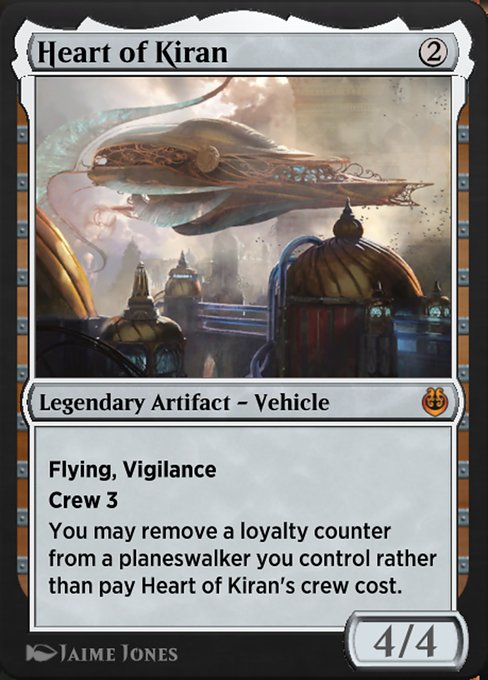 Heart of Kiran 2
Legendary Artifact – Vehicle
Flying, Vigilance
Crew 3
You may remove a loyalty counter
from a planeswalker you control rather
than pay Heart of Kiran's crew cost.
4/4
Jaime Jones